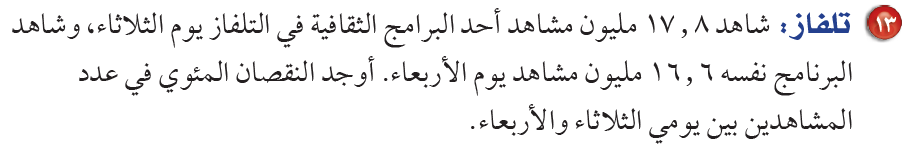 ١٣ تلفاز: شاهد ١٧,٨ مليون مشاهد أحد البرامج الثقافية في التلفاز يوم الثلاثاء، وشاهد
البرنامج نفسه ١٦,٦ مليون مشاهد يوم الأربعاء. أوجد النقصان المئوي في عدد
المشاهدين بين يومي الثلاثاء والأربعاء.